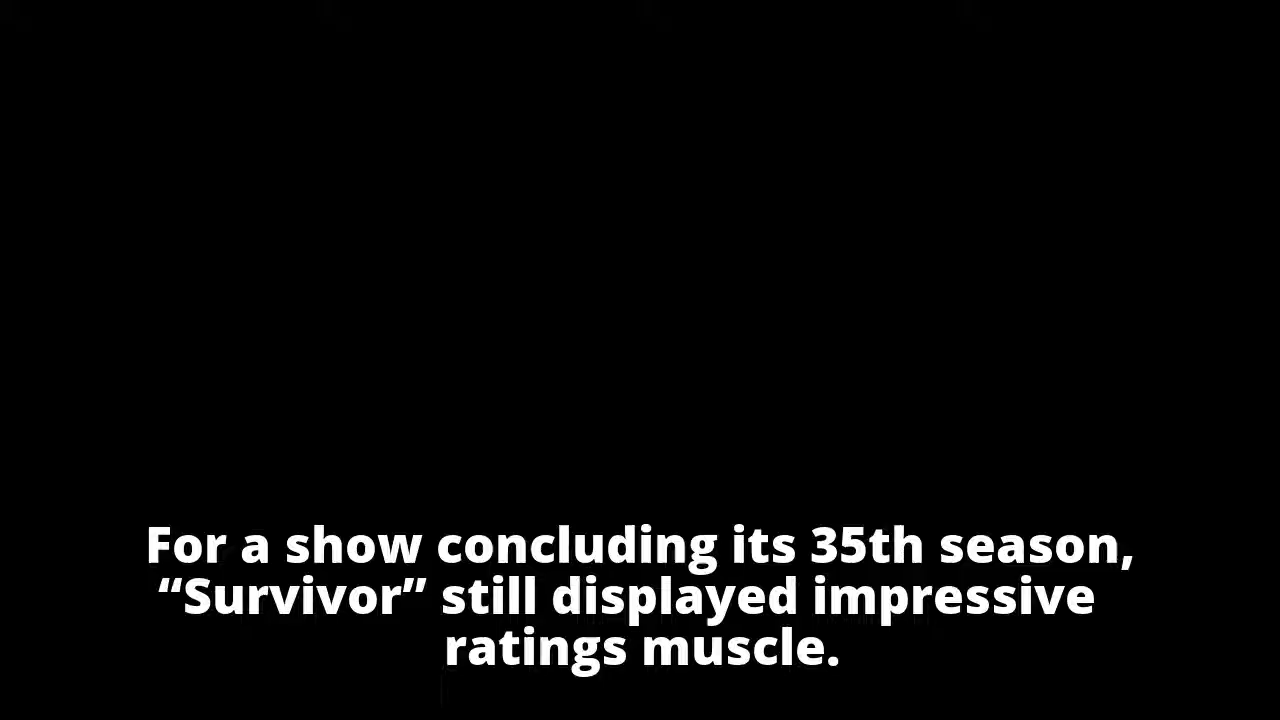 For a show concluding its 35th season,
“Survivor” still displayed impressive
ratings muscle.